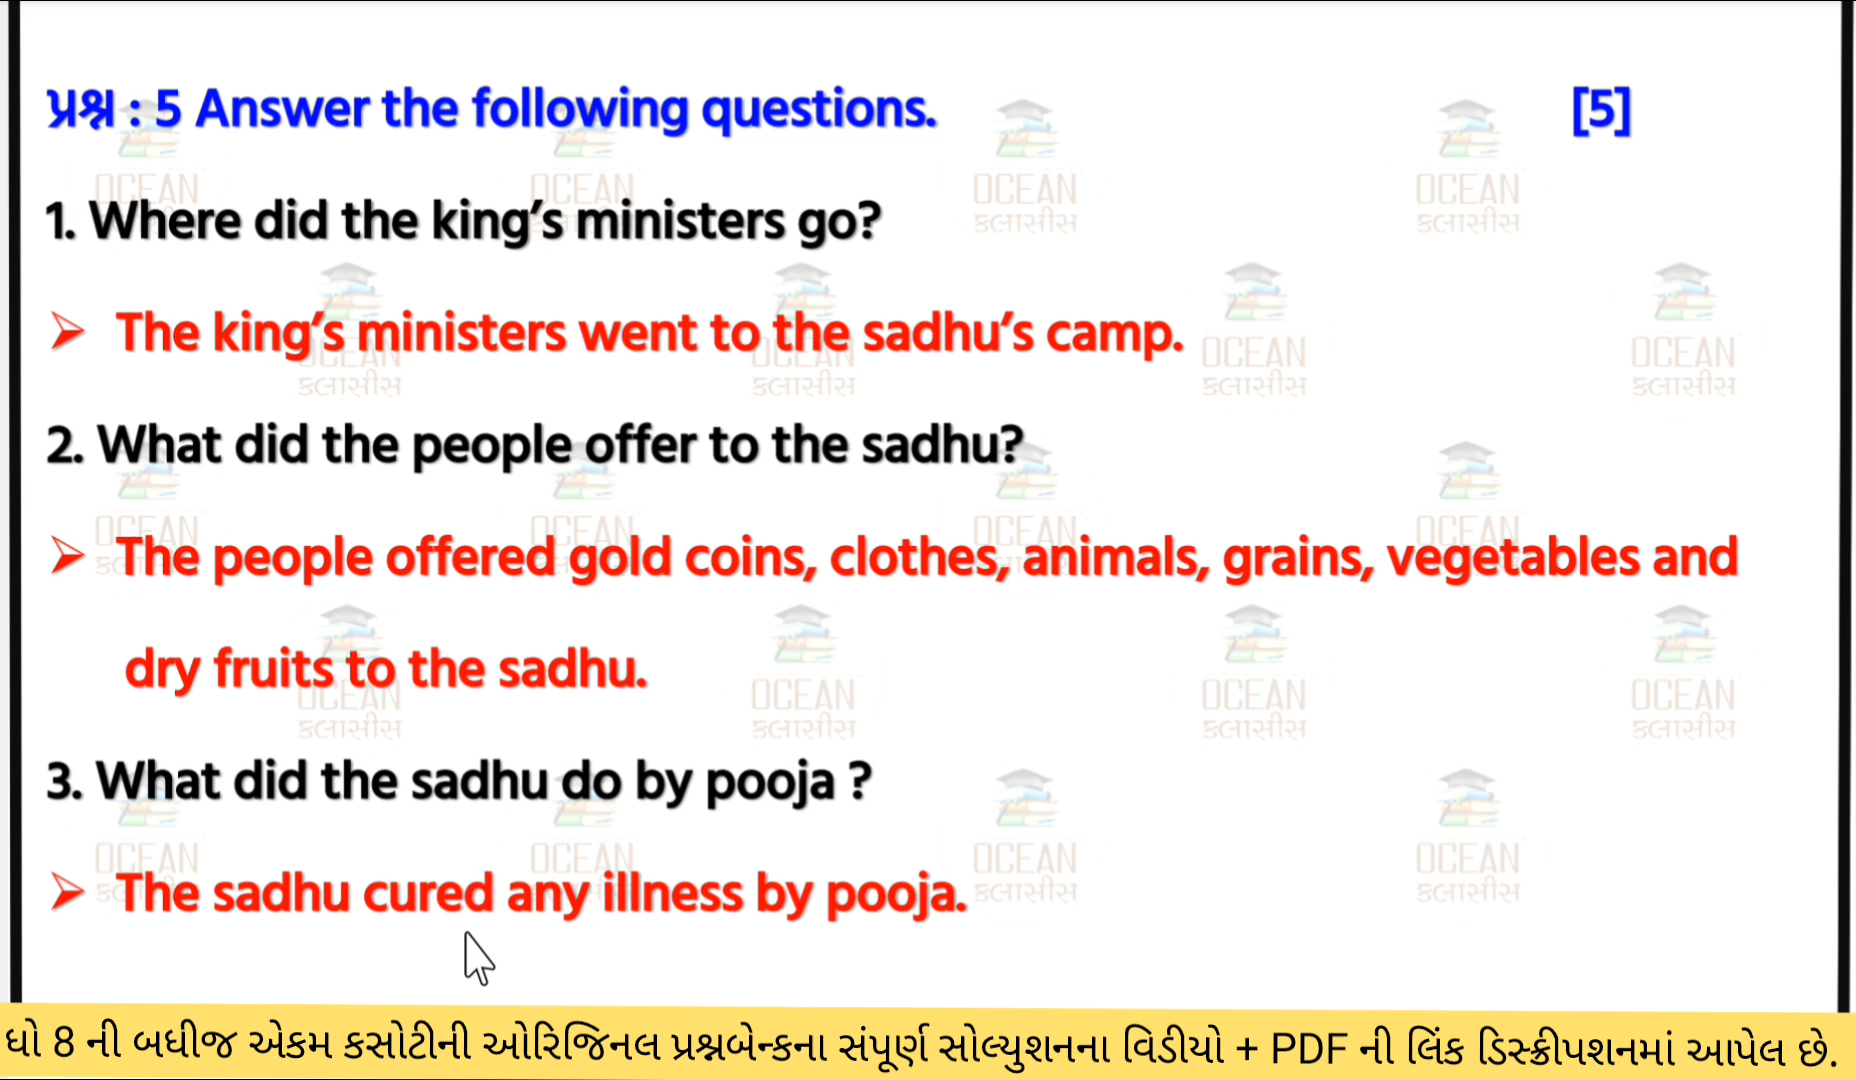 પ્રશ્ન : 5 Answer the following questions. [5]
1. Where did the king’s ministers go?
➢ The king’s ministers went to the sadhu’s camp.
2. What did the people offer to the sadhu?
➢ The people offered gold coins, clothes, animals, grains, vegetables and
dry fruits to the sadhu.
3. What did the sadhu do by pooja ?
➢ The sadhu cured any illness by pooja.
OCEAN
ક્લાસીસ
ધો 8 ની બધીજ એકમ કસોટીની ઓરિજિનલ પ્રશ્નબેન્કના સંપૂર્ણ સોલ્યુશનના વિડીયો + PDF ની લિંક ડિસ્ક્રીપશનમાં આપેલ છે.